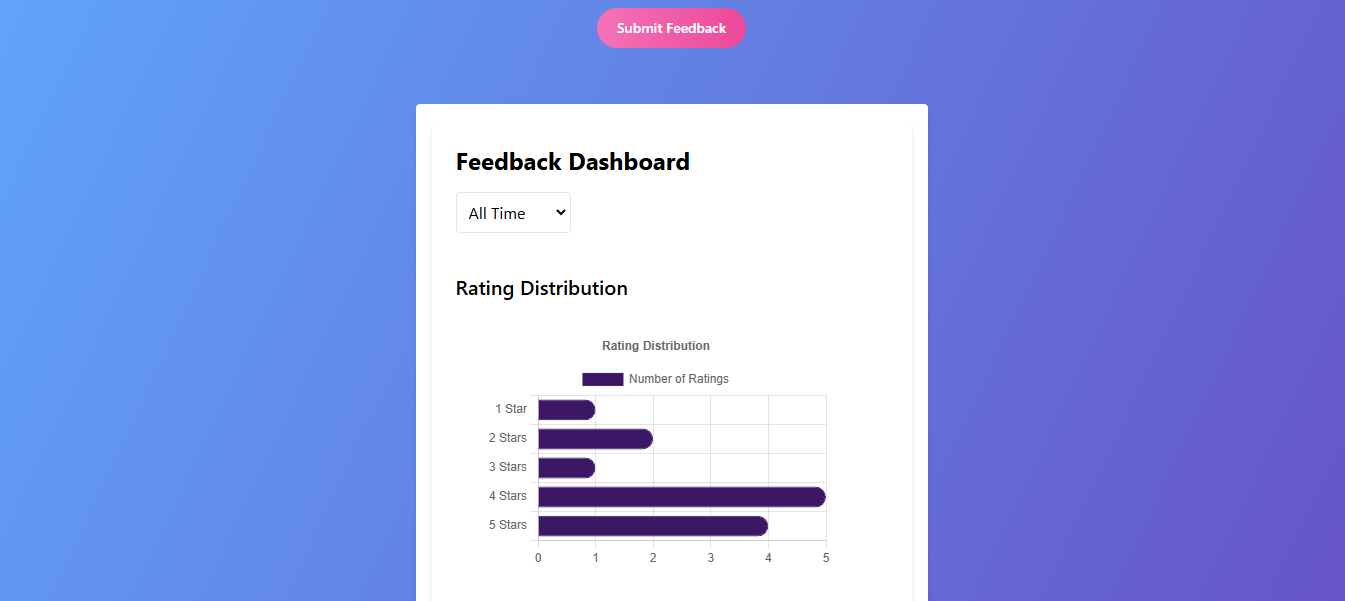 Submit Feedback
Feedback Dashboard
All Time
Rating Distribution
Rating Distribution
Number of Ratings
1 Star
2 Stars
3 Stars
4 Stars
5 Stars
0 1 2 3 4 5